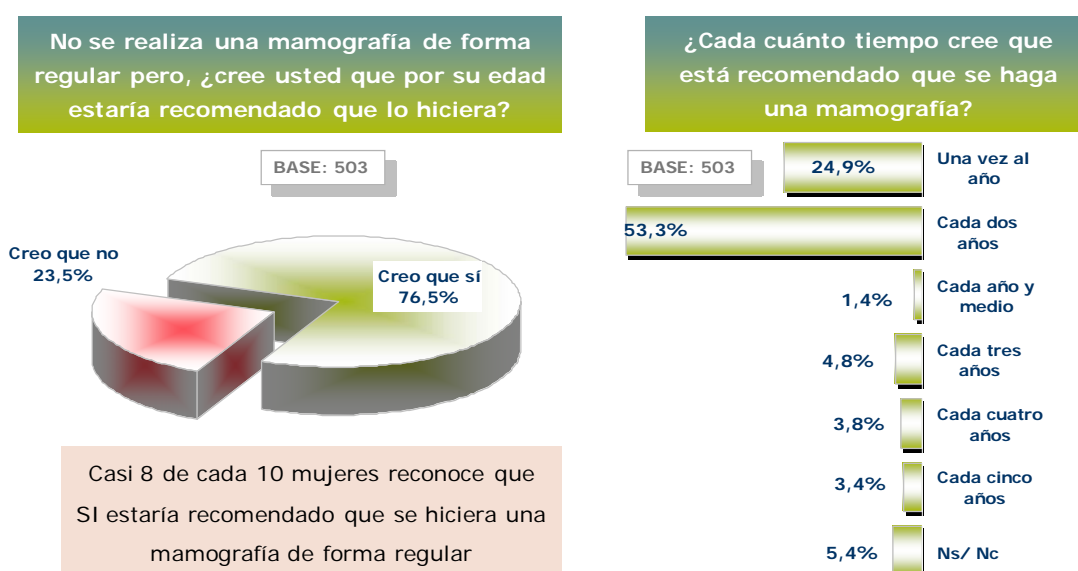 No se realiza una mamografía de forma
regular pero, ¿cree usted que por su edad
estaría recomendado que lo hiciera?
BASE: 503
Creo que no
23,5%
Creo que sí
76,5%
Casi 8 de cada 10 mujeres reconoce que
SI estaría recomendado que se hiciera una
mamografía de forma regular
¿Cada cuánto tiempo cree que
está recomendado que se haga
una mamografía?
BASE: 503
24,9%
Una vez al
año
53,3%
Cada dos
años
1,4%
Cada año y
medio
4,8%
Cada tres
años
3,8%
Cada cuatro
años
3,4%
Cada cinco
años
5,4%
Ns/ Nc